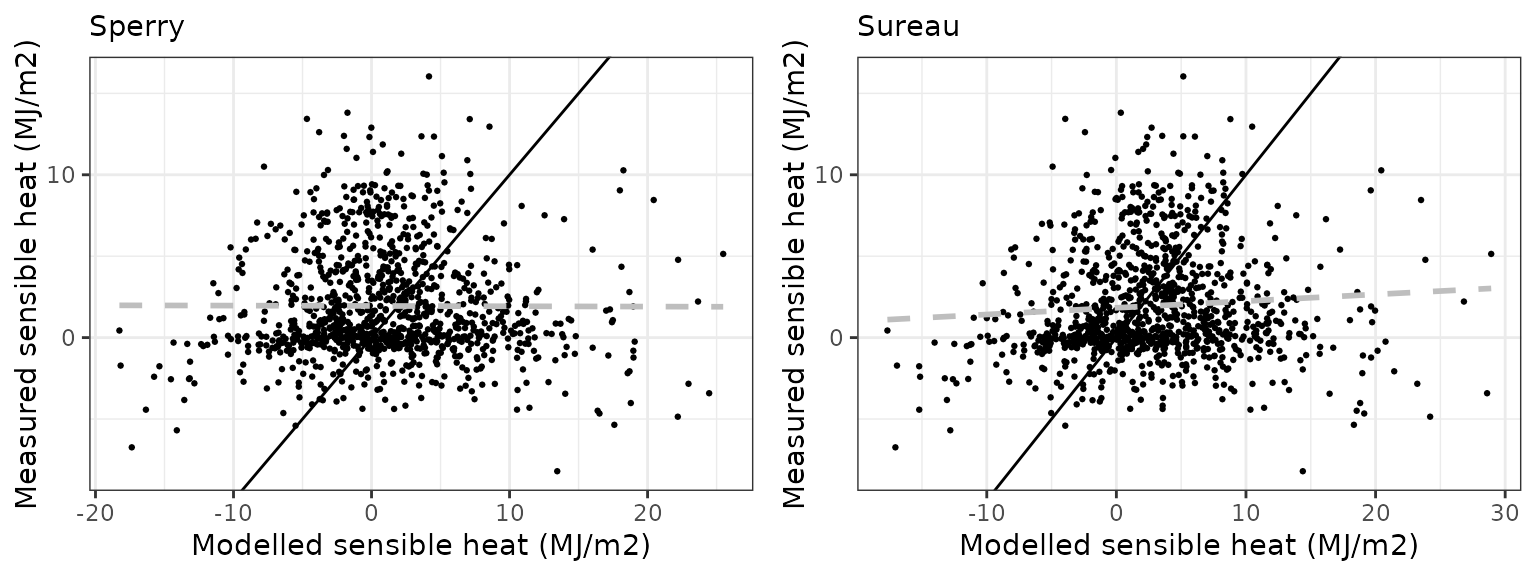 Sperry
Measured sensible heat (MJ/m2)
10
0
-20 -10 0 10 20
Modelled sensible heat (MJ/m2)
Sureau
Measured sensible heat (MJ/m2)
10
0
-10 0 10 20 30
Modelled sensible heat (MJ/m2)